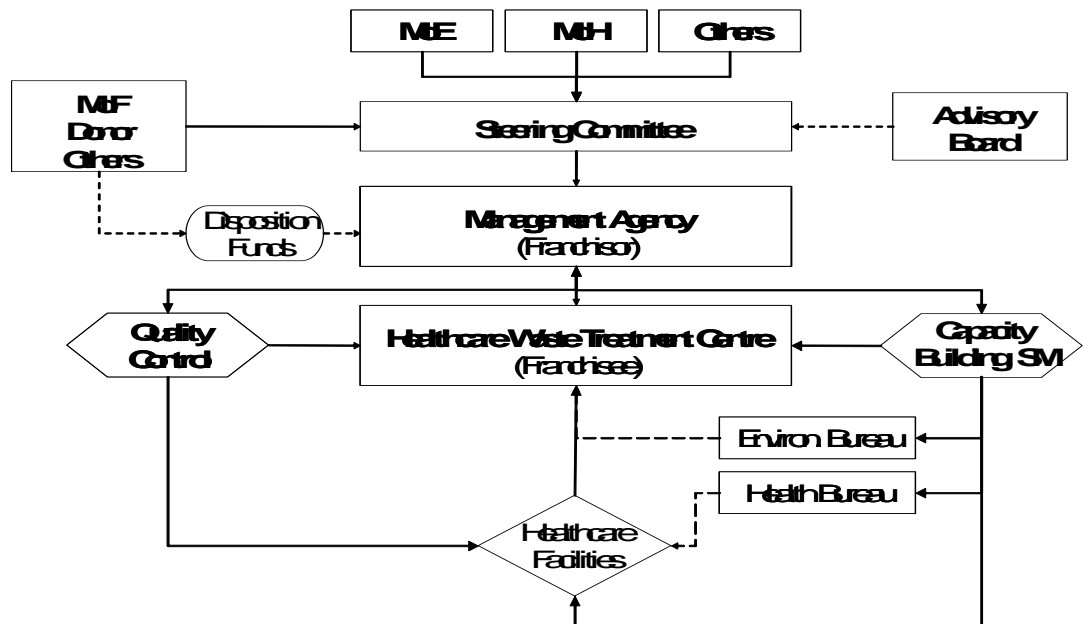 MoE
MoH
Others
MoF
Donor
Others
Steering Committee
Advisory
Board
Disposition
Funds
Management Agency
(Franchisor)
Quality
Control
Healthcare Waste Treatment Centre
(Franchisee)
Capacity
Building, SM
Environ. Bureau
Health Bureau
Healthcare
Facilities